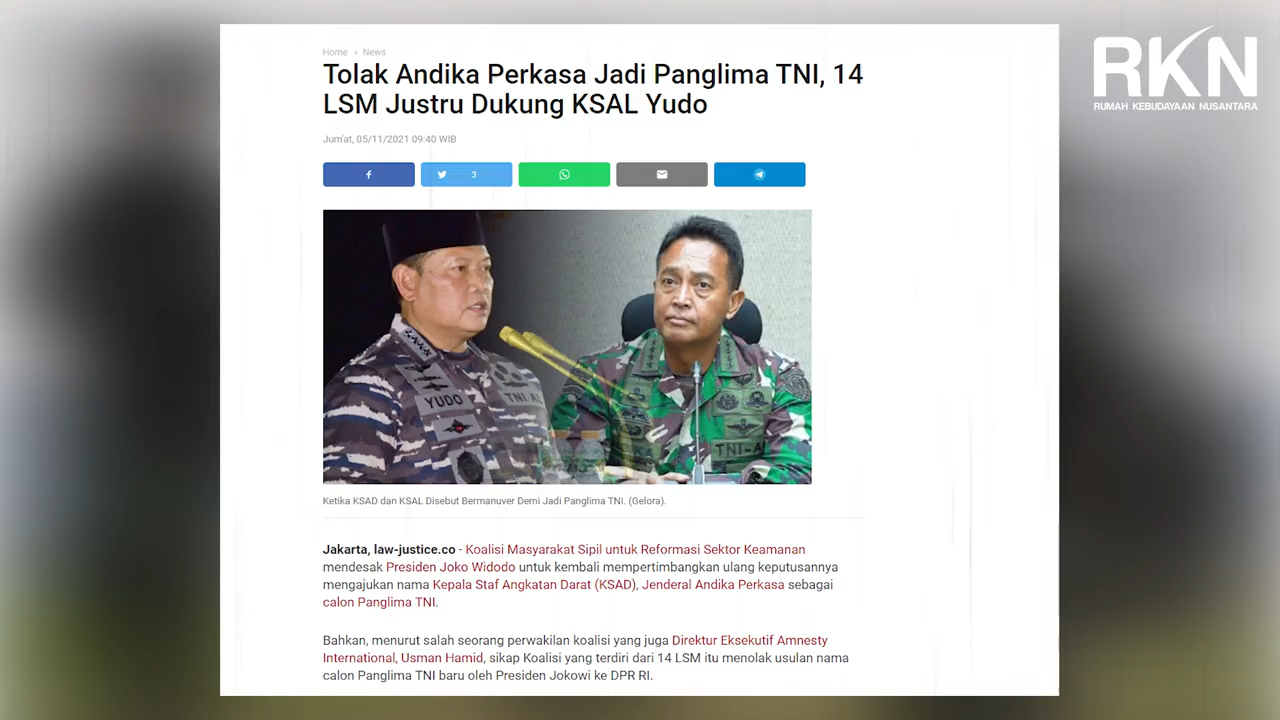 RKN
RUMAH KEBUDAYAAN NUSANTARA
Home › News
Tolak Andika Perkasa Jadi Panglima TNI, 14
LSM Justru Dukung KSAL Yudo
Jum'at, 05/11/2021 09:40 WIB
3
YUDO
TNI AL
TNI-AD
Ketika KSAD dan KSAL Disebut Bermanuver Demi Jadi Panglima TNI. (Gelora).
Jakarta, law-justice.co - Koalisi Masyarakat Sipil untuk Reformasi Sektor Keamanan
mendesak Presiden Joko Widodo untuk kembali mempertimbangkan ulang keputusannya
mengajukan nama Kepala Staf Angkatan Darat (KSAD), Jenderal Andika Perkasa sebagai
calon Panglima TNI.
Bahkan, menurut salah seorang perwakilan koalisi yang juga Direktur Eksekutif Amnesty
International, Usman Hamid, sikap Koalisi yang terdiri dari 14 LSM itu menolak usulan nama
calon Panglima TNI baru oleh Presiden Jokowi ke DPR RI.